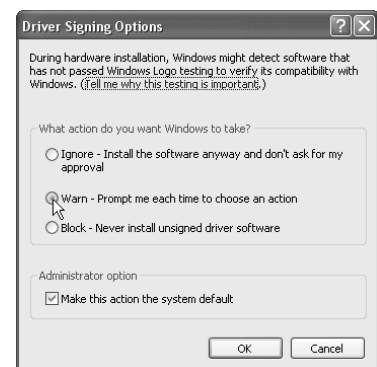 Driver Signing Options
During hardware installation, Windows might detect software that
has not passed Windows Logo testing to verify its compatibility with
Windows. (Tell me why this testing is important.)
What action do you want Windows to take?
Ignore - Install the software anyway and don't ask for my
approval
Warn - Prompt me each time to choose an action
Block - Never install unsigned driver software
Administrator option
Make this action the system default
OK Cancel